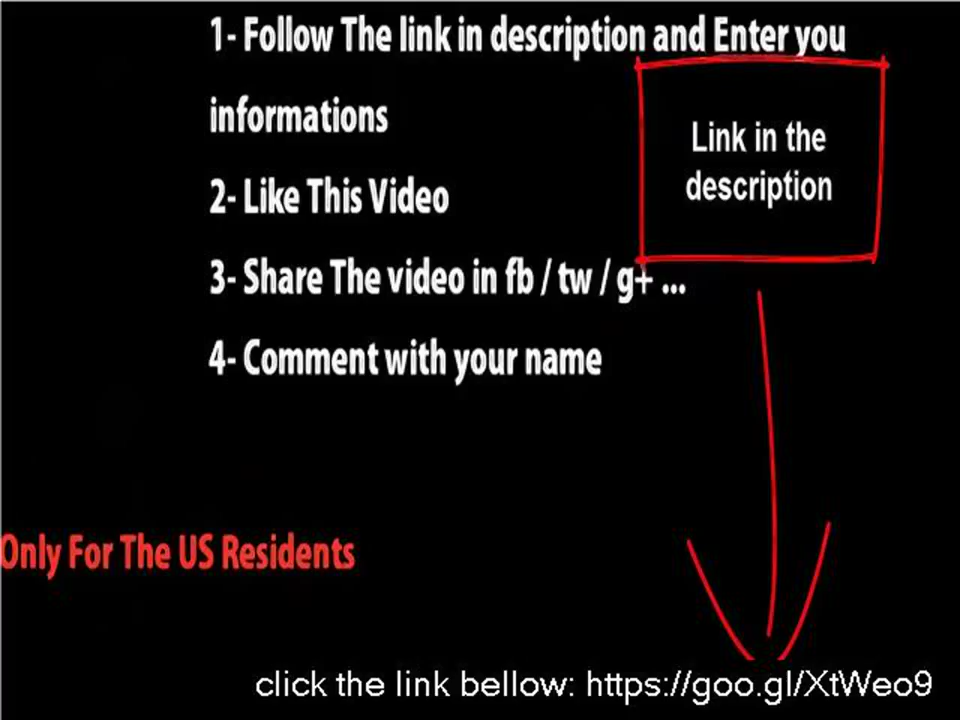 1- Follow The link in description and Enter you
informations
Link in the
description
2- Like This Video
3- Share The video in fb / tw / g+ ...
4- Comment with your name
Only For The US Residents
click the link bellow: https://goo.gl/XtWeo9